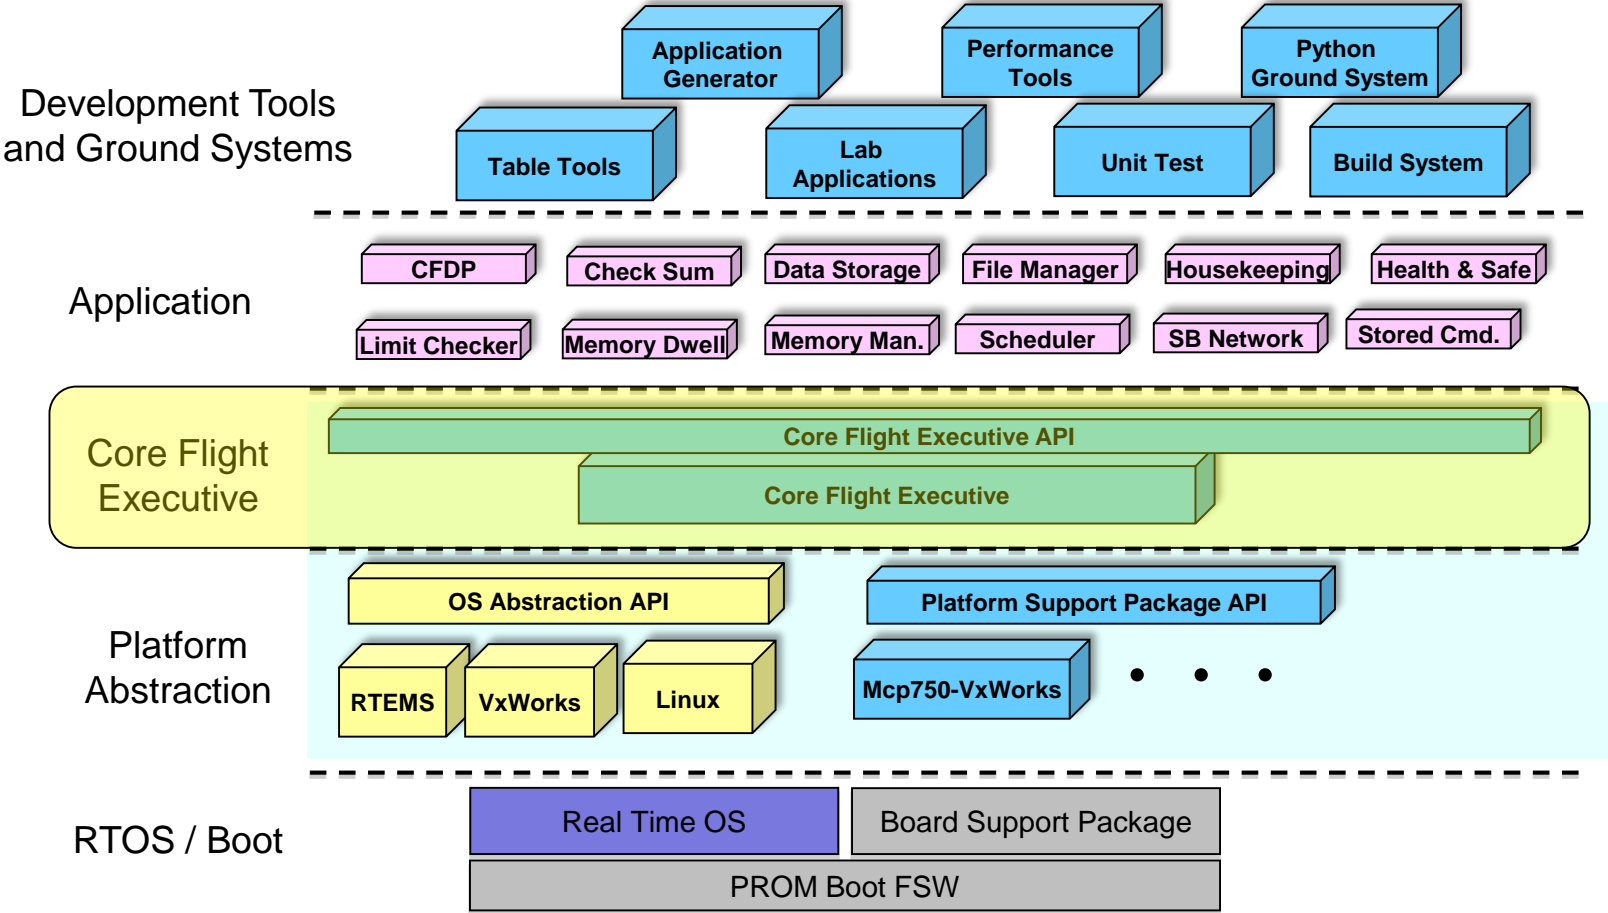 Development Tools
and Ground Systems
Application
Generator
Performance
Tools
Python
Ground System
Table Tools
Lab
Applications
Unit Test
Build System
Application
CFDP
Check Sum
Data Storage
File Manager
Housekeeping
Health & Safe
Limit Checker
Memory Dwell
Memory Man.
Scheduler
SB Network
Stored Cmd.
Core Flight
Executive
Core Flight Executive API
Core Flight Executive
Platform
Abstraction
OS Abstraction API
Platform Support Package API
RTEMS
VxWorks
Linux
Mcp750-VxWorks
• • •
RTOS / Boot
Real Time OS
Board Support Package
PROM Boot FSW